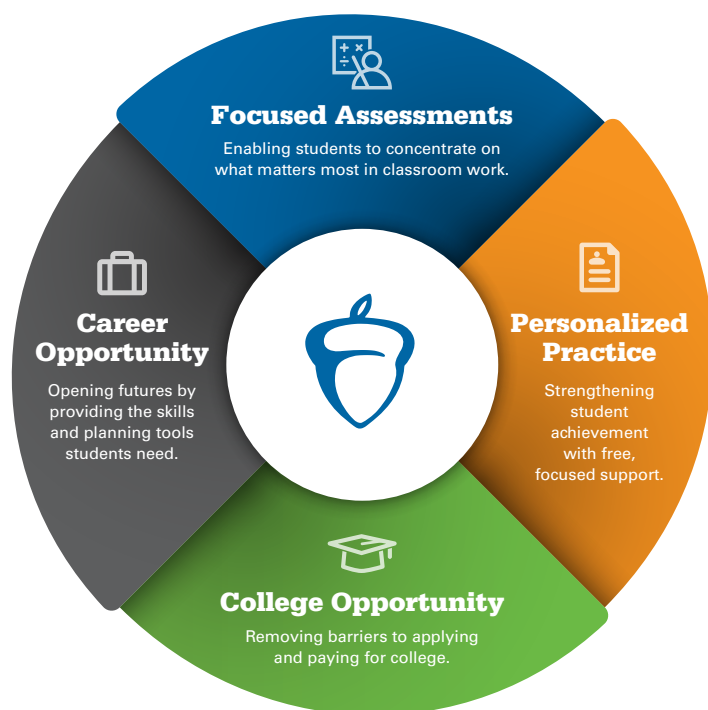 Focused Assessments
Enabling students to concentrate on
what matters most in classroom work.
Personalized
Practice
Strengthening
student
achievement
with free,
focused support.
College Opportunity
Removing barriers to applying
and paying for college.
Career
Opportunity
Opening futures by
providing the skills
and planning tools
students need.